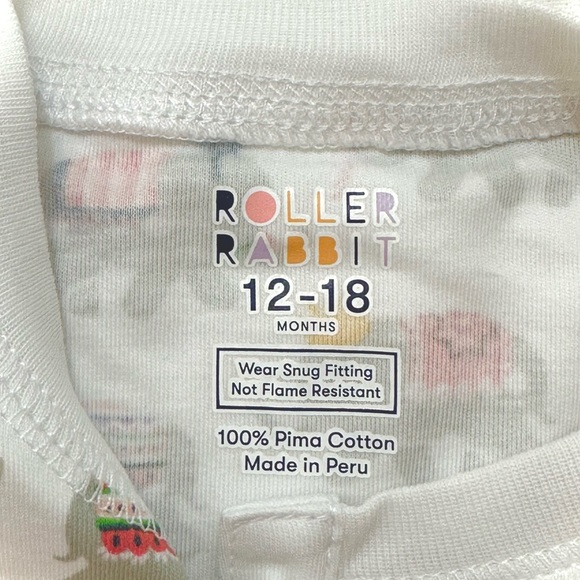 ROLLER
RABBIT
12-18
MONTHS
Wear Snug Fitting
Not Flame Resistant
100% Pima Cotton
Made in Peru